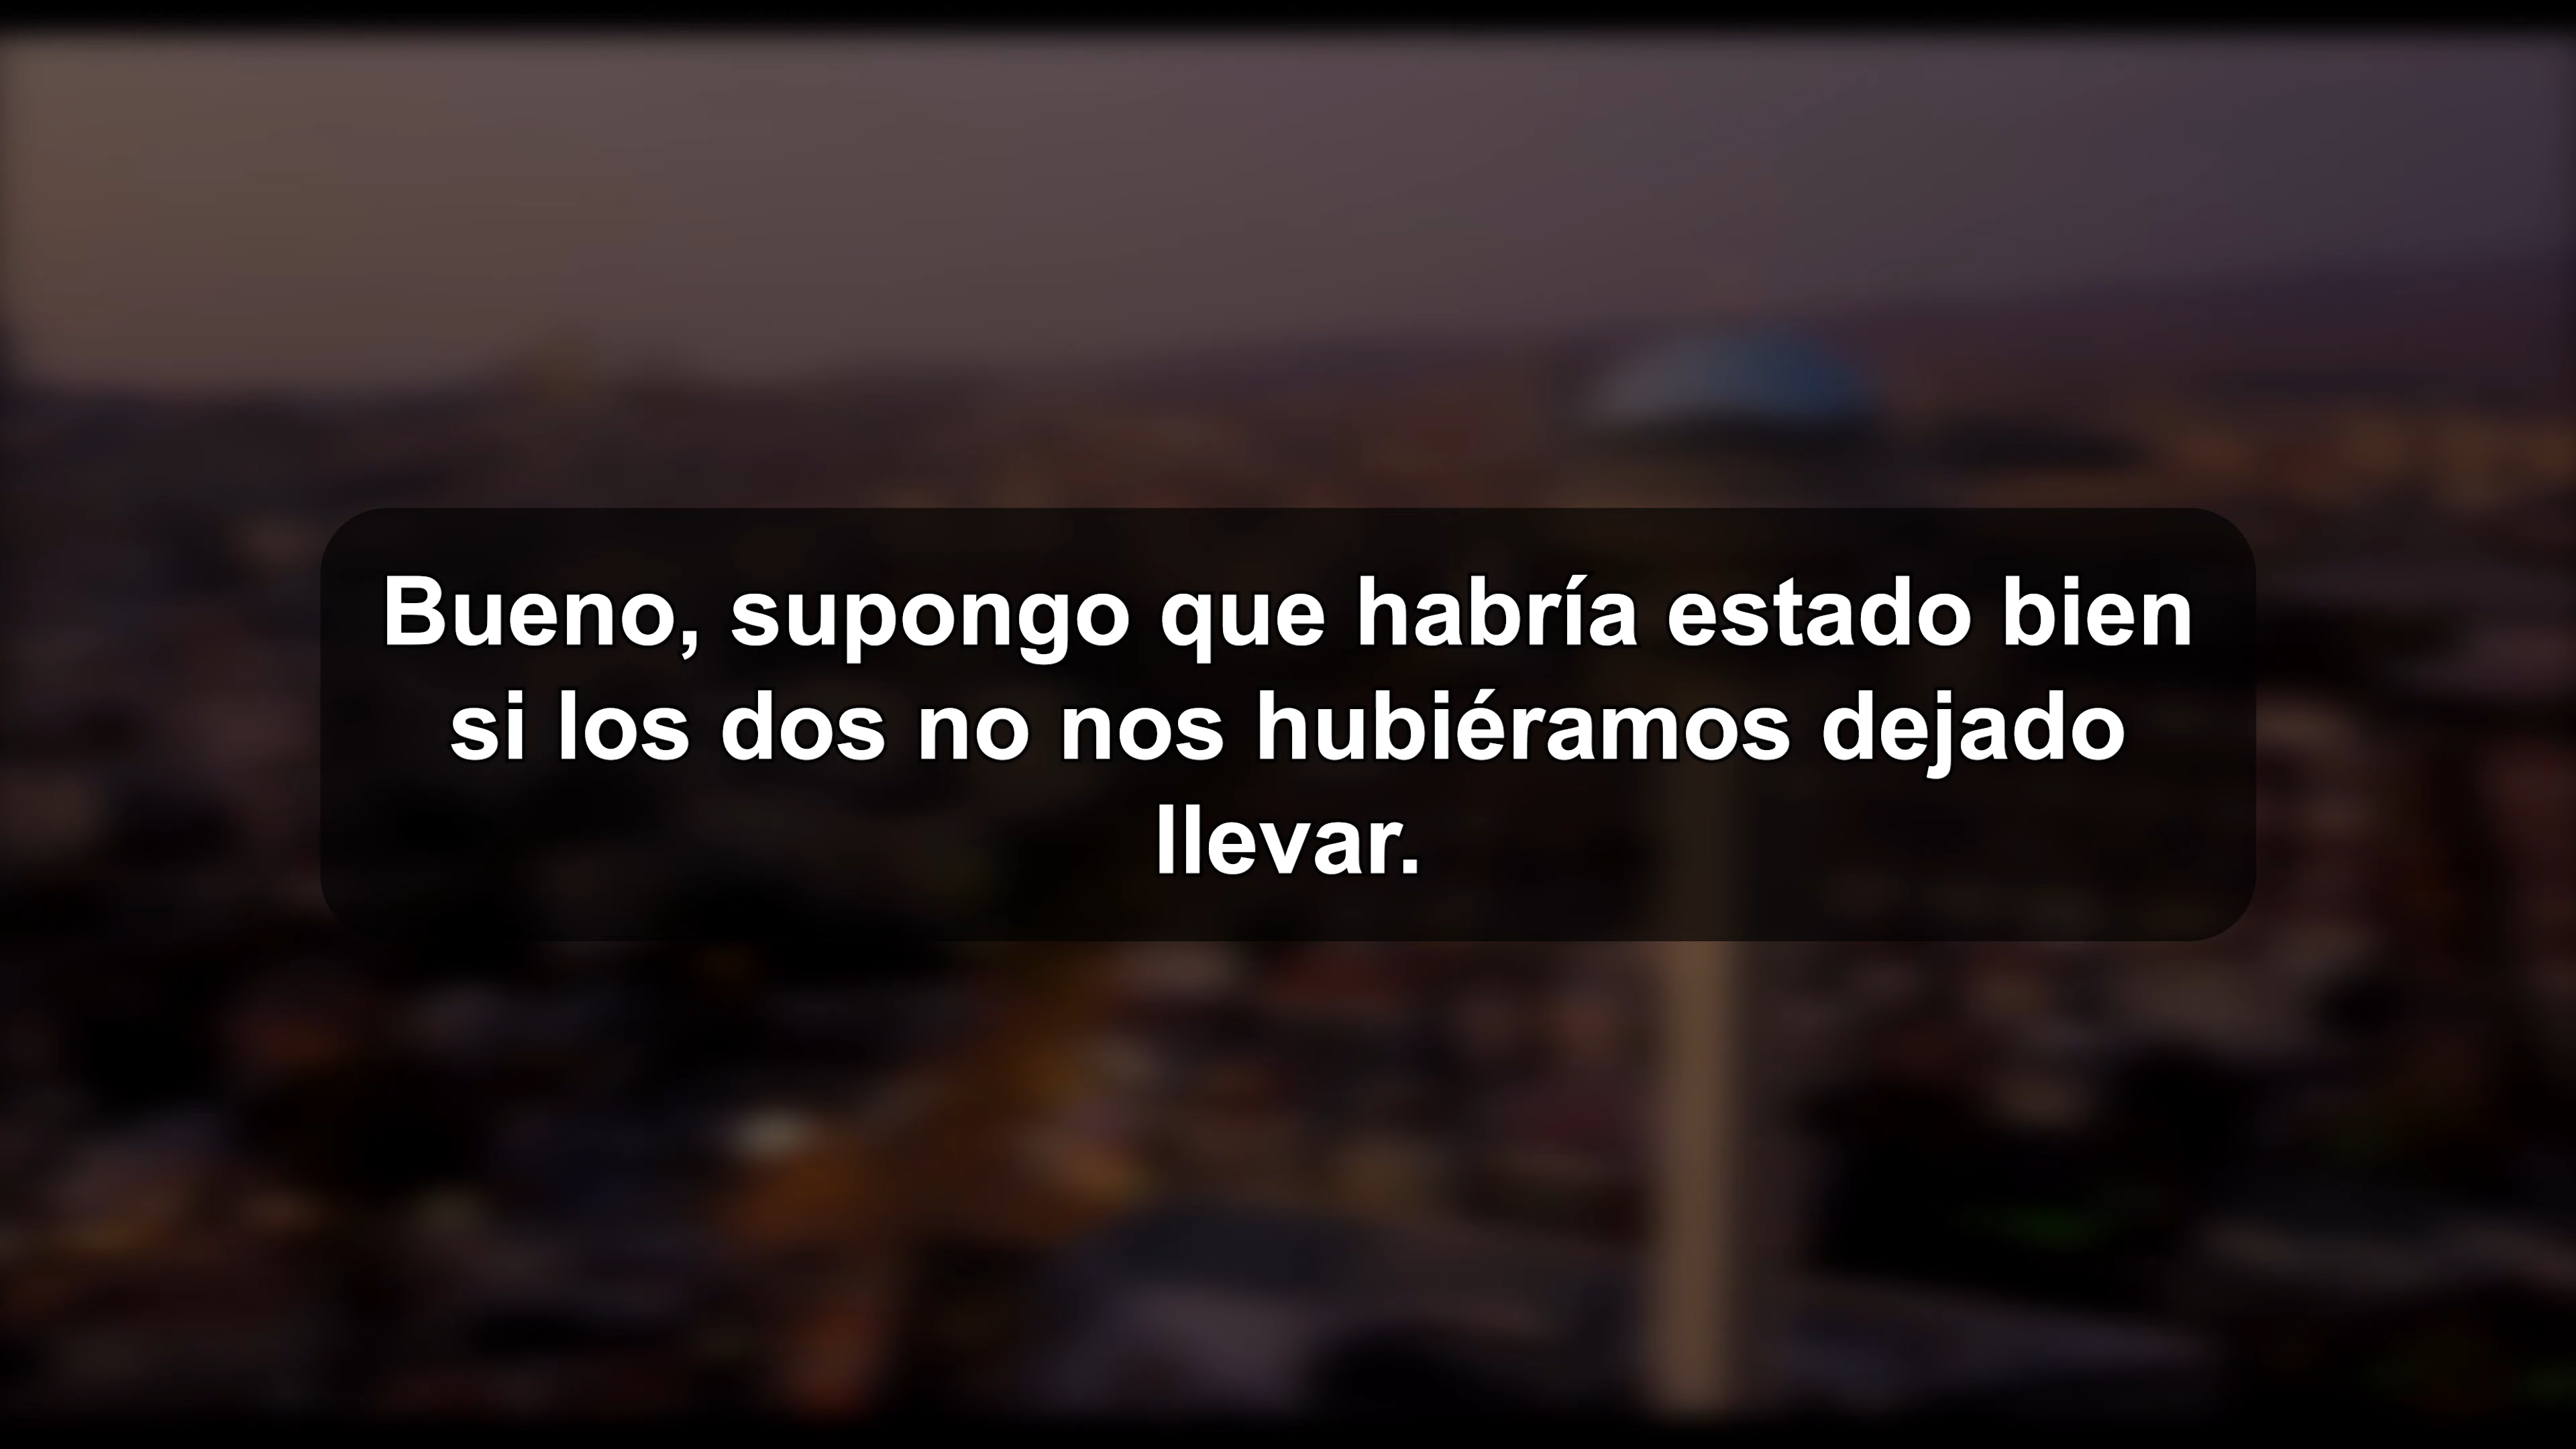 Bueno, supongo que habría estado bien
si los dos no nos hubiéramos dejado
llevar.